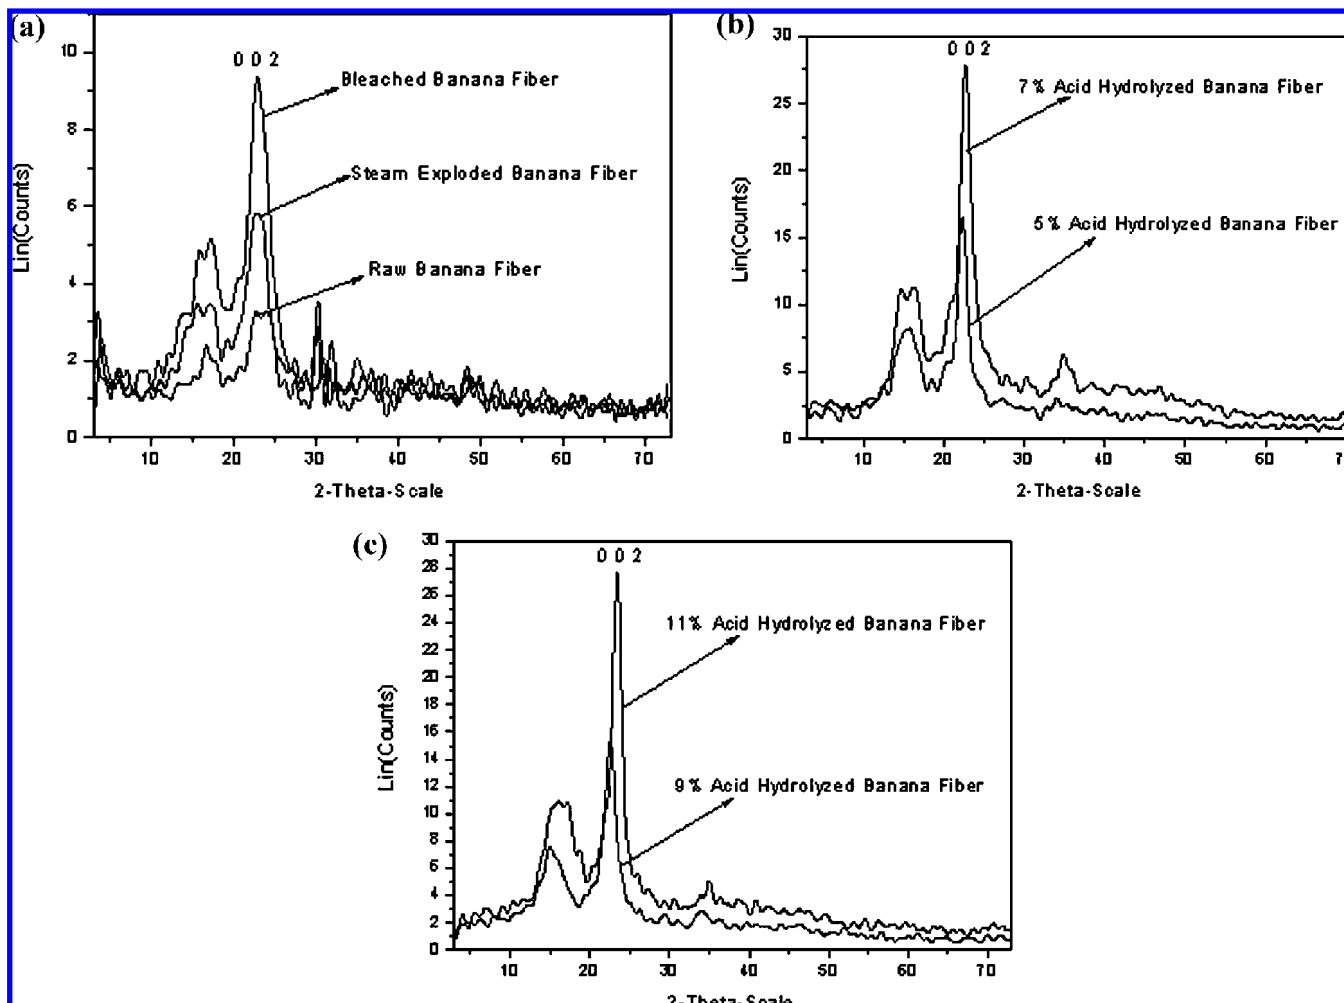 (a)
0 0 2
Bleached Banana Fiber
Steam Exploded Banana Fiber
Raw Banana Fiber
Lin(Counts)
10
8
6
4
2
0
10 20 30 40 50 60 70
2-Theta-Scale
(b)
0 0 2
7% Acid Hydrolyzed Banana Fiber
5% Acid Hydrolyzed Banana Fiber
Lin(Counts)
30
25
20
15
10
5
0
10 20 30 40 50 60 7
2-Theta-Scale
(c)
0 0 2
11% Acid Hydrolyzed Banana Fiber
9% Acid Hydrolyzed Banana Fiber
Lin(Counts)
30
28
26
24
22
20
18
16
14
12
10
8
6
4
2
0
10 20 30 40 50 60 70
2-Theta-Scale